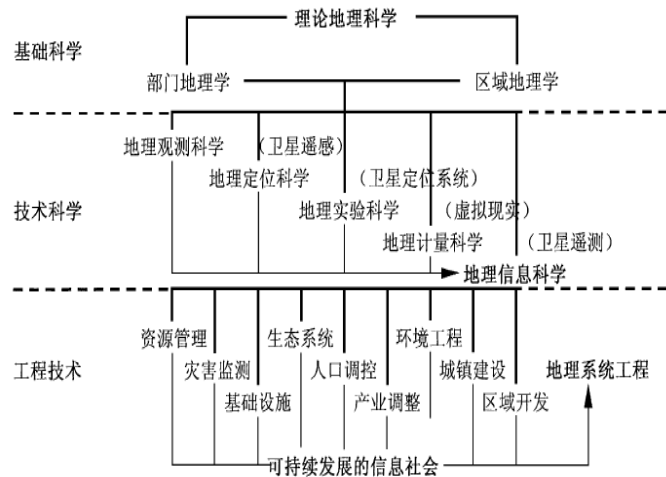 理论地理科学
基础科学
部门地理学 区域地理学
地理观测科学 （卫星遥感）
地理定位科学 （卫星定位系统）
技术科学
地理实验科学 （虚拟现实）
地理计量科学 （卫星遥测）
地理信息科学
资源管理 生态系统 环境工程
工程技术
灾害监测 人口调控 城镇建设 地理系统工程
基础设施 产业调整 区域开发
可持续发展的信息社会